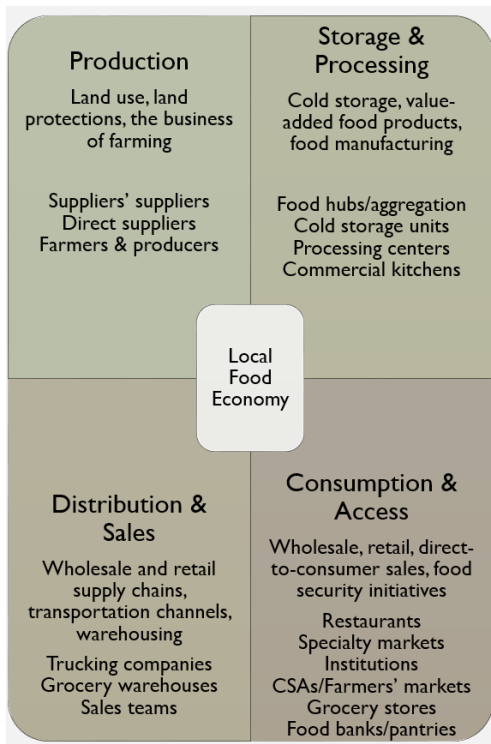 Production
Land use, land
protections, the business
of farming
Suppliers' suppliers
Direct suppliers
Farmers & producers
Storage &
Processing
Cold storage, value-
added food products,
food manufacturing
Food hubs/aggregation
Cold storage units
Processing centers
Commercial kitchens
Local
Food
Economy
Distribution &
Sales
Wholesale and retail
supply chains,
transportation channels,
warehousing
Trucking companies
Grocery warehouses
Sales teams
Consumption &
Access
Wholesale, retail, direct-
to-consumer sales, food
security initiatives
Restaurants
Specialty markets
Institutions
CSAs/Farmers' markets
Grocery stores
Food banks/pantries